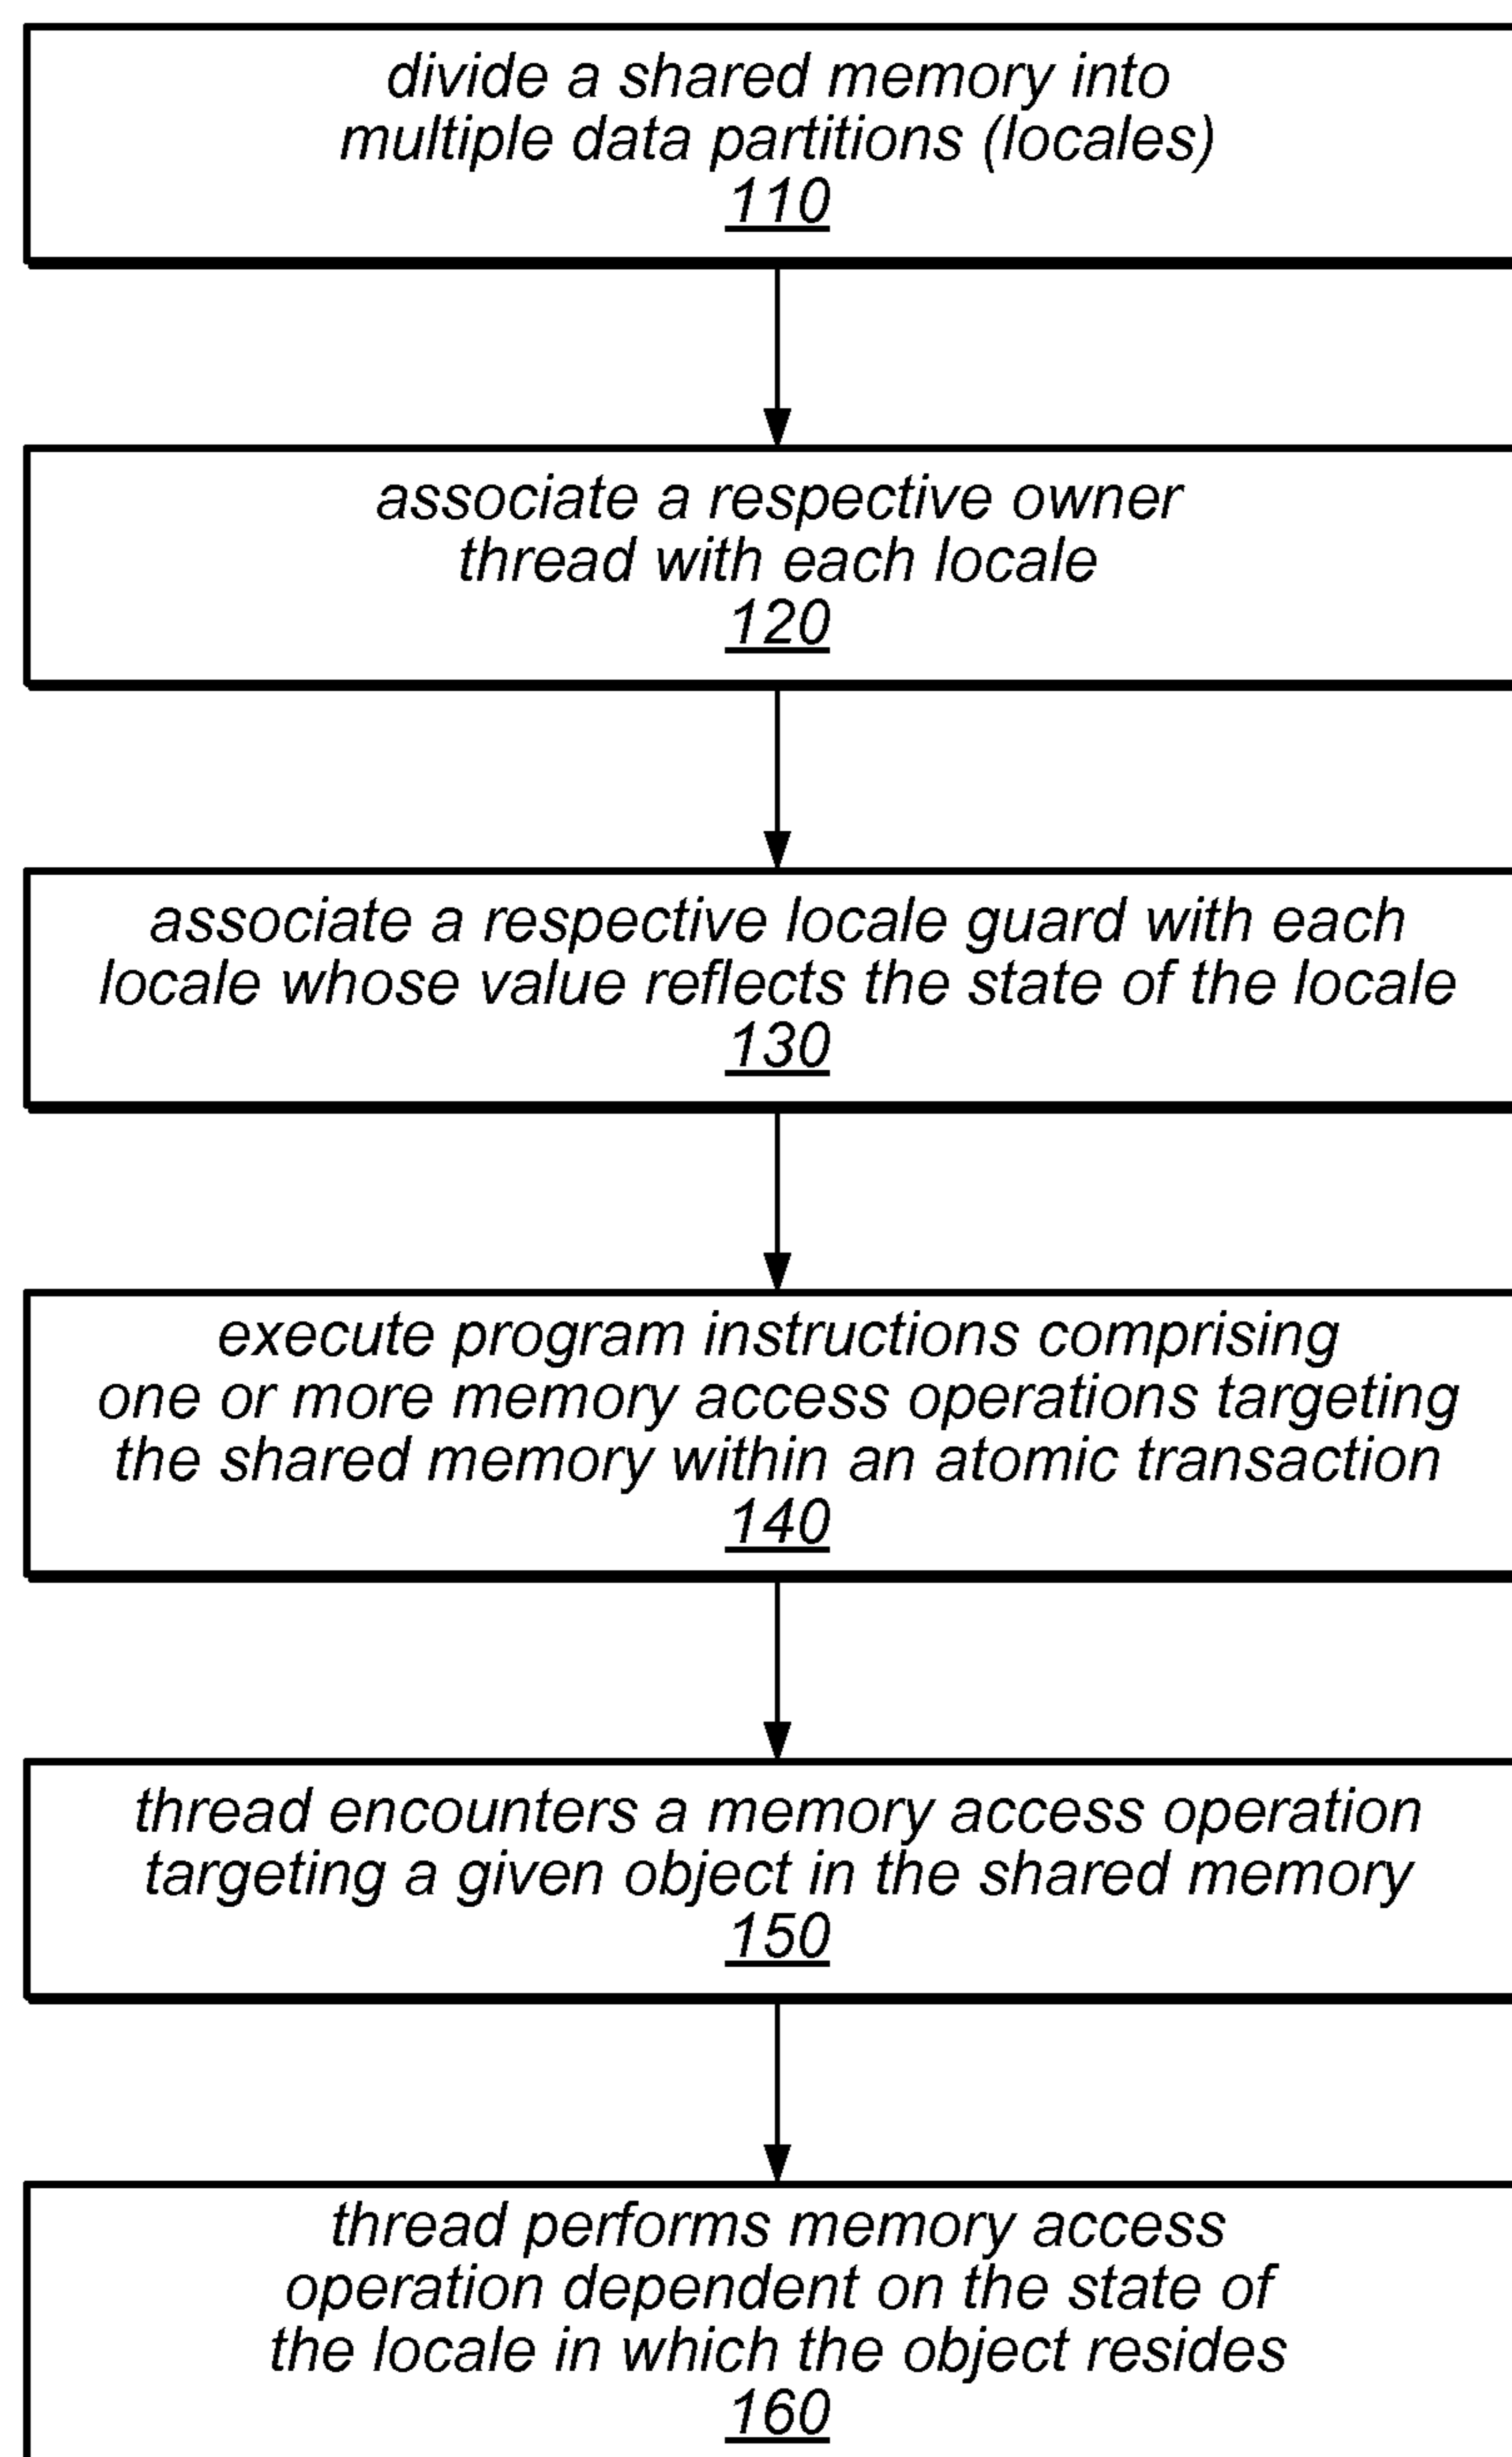 divide a shared memory into
multiple data partitions (locales)
110
associate a respective owner
thread with each locale
120
associate a respective locale guard with each
locale whose value reflects the state of the locale
130
execute program instructions comprising
one or more memory access operations targeting
the shared memory within an atomic transaction
140
thread encounters a memory access operation
targeting a given object in the shared memory
150
thread performs memory access
operation dependent on the state of
the locale in which the object resides
160